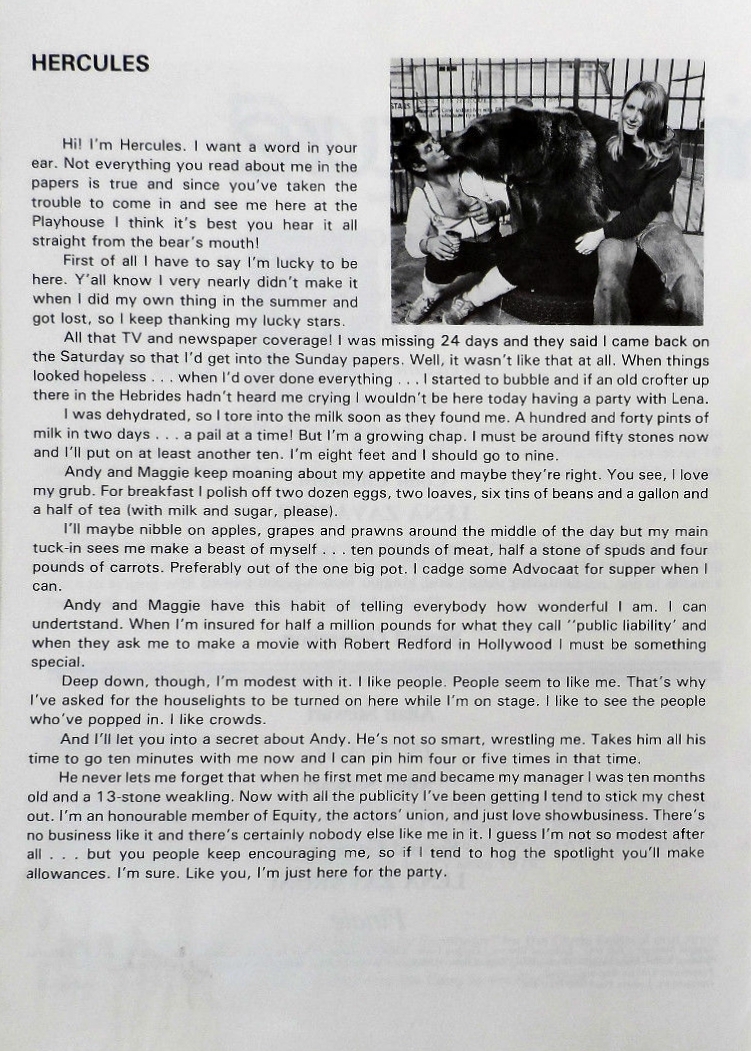 HERCULES
Hi! I'm Hercules. I want a word in your
ear. Not everything you read about me in the
papers is true and since you've taken the
trouble to come in and see me here at the
Playhouse I think it's best you hear it all
straight from the bear's mouth!
First of all I have to say I'm lucky to be
here. Y'all know I very nearly didn't make it
when I did my own thing in the summer and
got lost, so I keep thanking my lucky stars.
All that TV and newspaper coverage! I was missing 24 days and they said I came back on
the Saturday so that I'd get into the Sunday papers. Well, it wasn't like that at all. When things
looked hopeless . . . when I'd over done everything . . . I started to bubble and if an old crofter up
there in the Hebrides hadn't heard me crying I wouldn't be here today having a party with Lena.
I was dehydrated, so I tore into the milk soon as they found me. A hundred and forty pints of
milk in two days . . . a pail at a time! But I'm a growing chap. I must be around fifty stones now
and I'll put on at least another ten. I'm eight feet and I should go to nine.
Andy and Maggie keep moaning about my appetite and maybe they're right. You see, I love
my grub. For breakfast I polish off two dozen eggs, two loaves, six tins of beans and a gallon and
a half of tea (with milk and sugar, please).
I'll maybe nibble on apples, grapes and prawns around the middle of the day but my main
tuck-in sees me make a beast of myself . . . ten pounds of meat, half a stone of spuds and four
pounds of carrots. Preferably out of the one big pot. I cadge some Advocaat for supper when I
can.
Andy and Maggie have this habit of telling everybody how wonderful I am. I can
undertstand. When I'm insured for half a million pounds for what they call ''public liability' and
when they ask me to make a movie with Robert Redford in Hollywood I must be something
special.
Deep down, though, I'm modest with it. I like people. People seem to like me. That's why
I've asked for the houselights to be turned on here while I'm on stage. I like to see the people
who've popped in. I like crowds.
And I'll let you into a secret about Andy. He's not so smart, wrestling me. Takes him all his
time to go ten minutes with me now and I can pin him four or five times in that time.
He never lets me forget that when he first met me and became my manager I was ten months
old and a 13-stone weakling. Now with all the publicity I've been getting I tend to stick my chest
out. I'm an honourable member of Equity, the actors' union, and just love showbusiness. There's
no business like it and there's certainly nobody else like me in it. I guess I'm not so modest after
all . . . but you people keep encouraging me, so if I tend to hog the spotlight you'll make
allowances. I'm sure. Like you, I'm just here for the party.